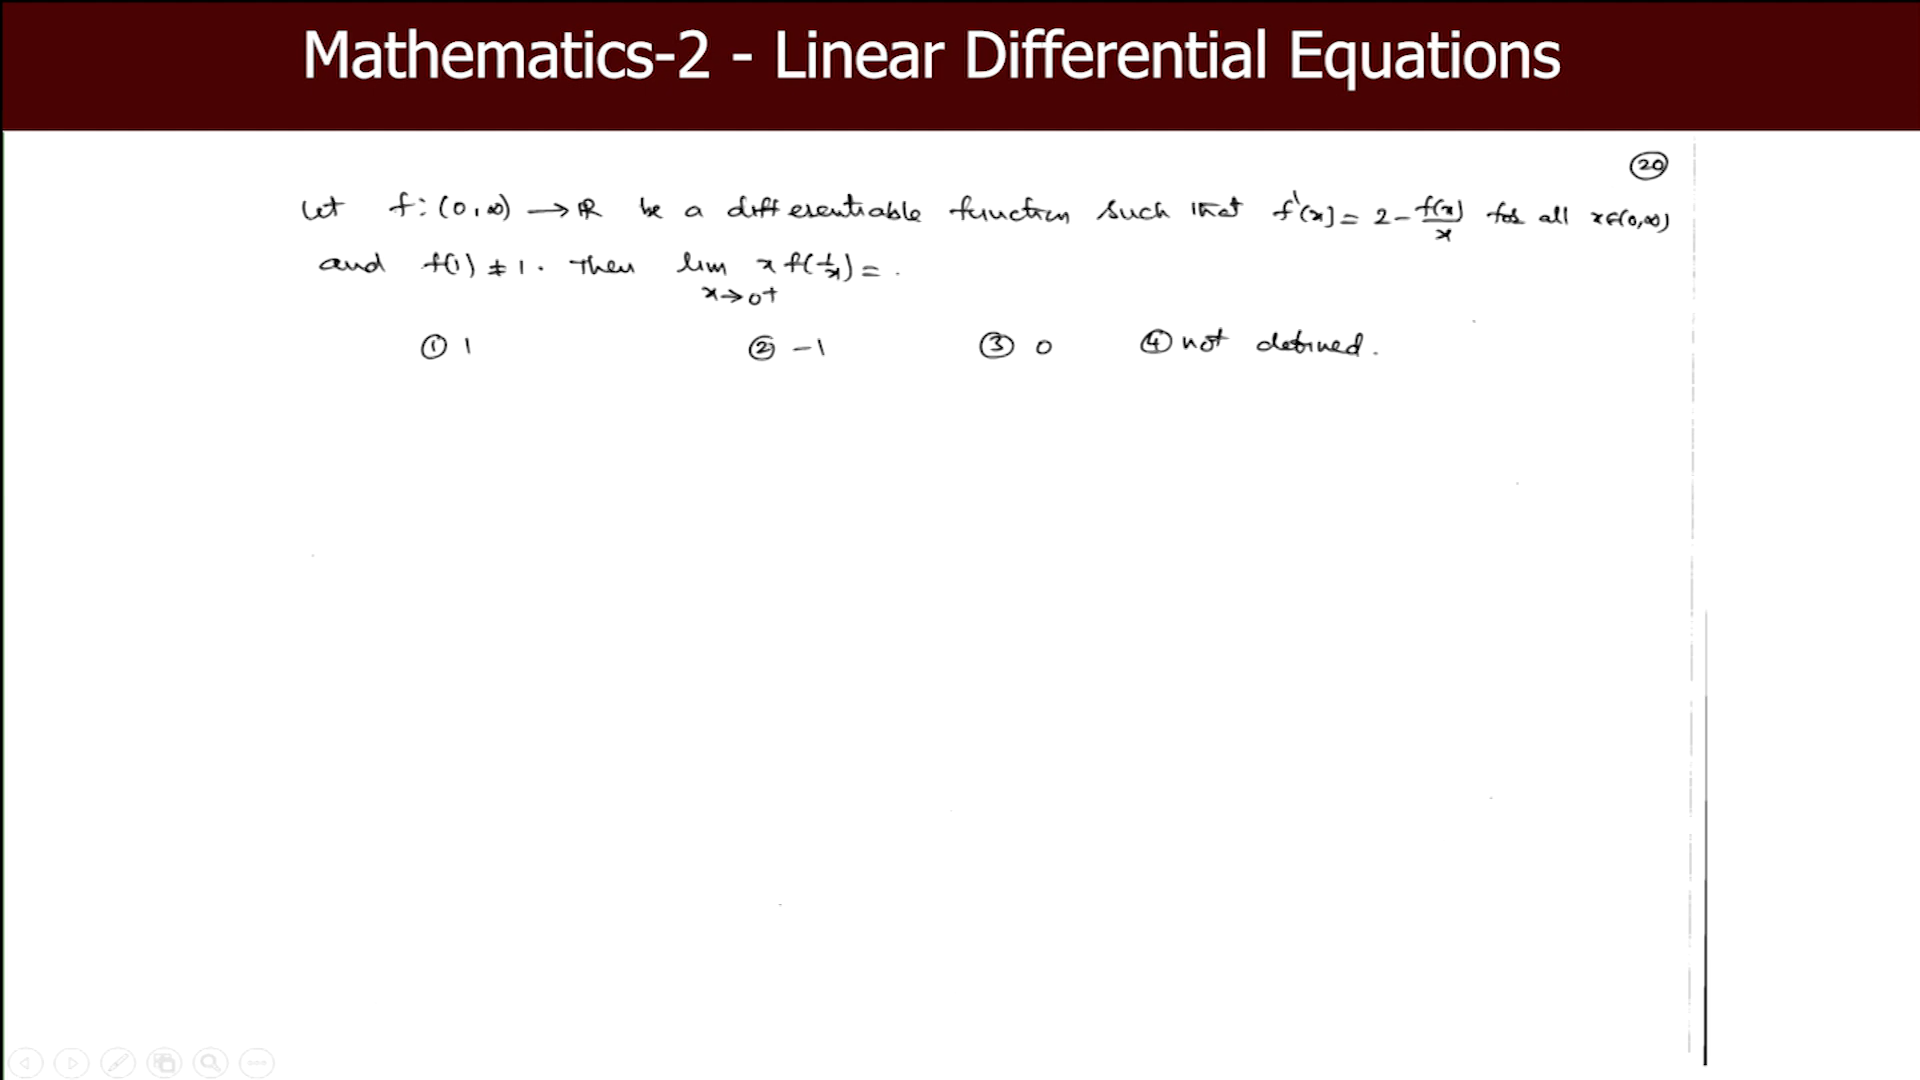 Mathematics-2 - Linear Differential Equations
20
Let f: (0, ∞) → ℝ be a differentiable function such that f'(x) = 2 - f(x)/x for all x ∈ (0, ∞)
and f(1) ≠ 1. Then lim x→0+ x f(1/x) = .
① 1 ② -1 ③ 0 ④ not defined.